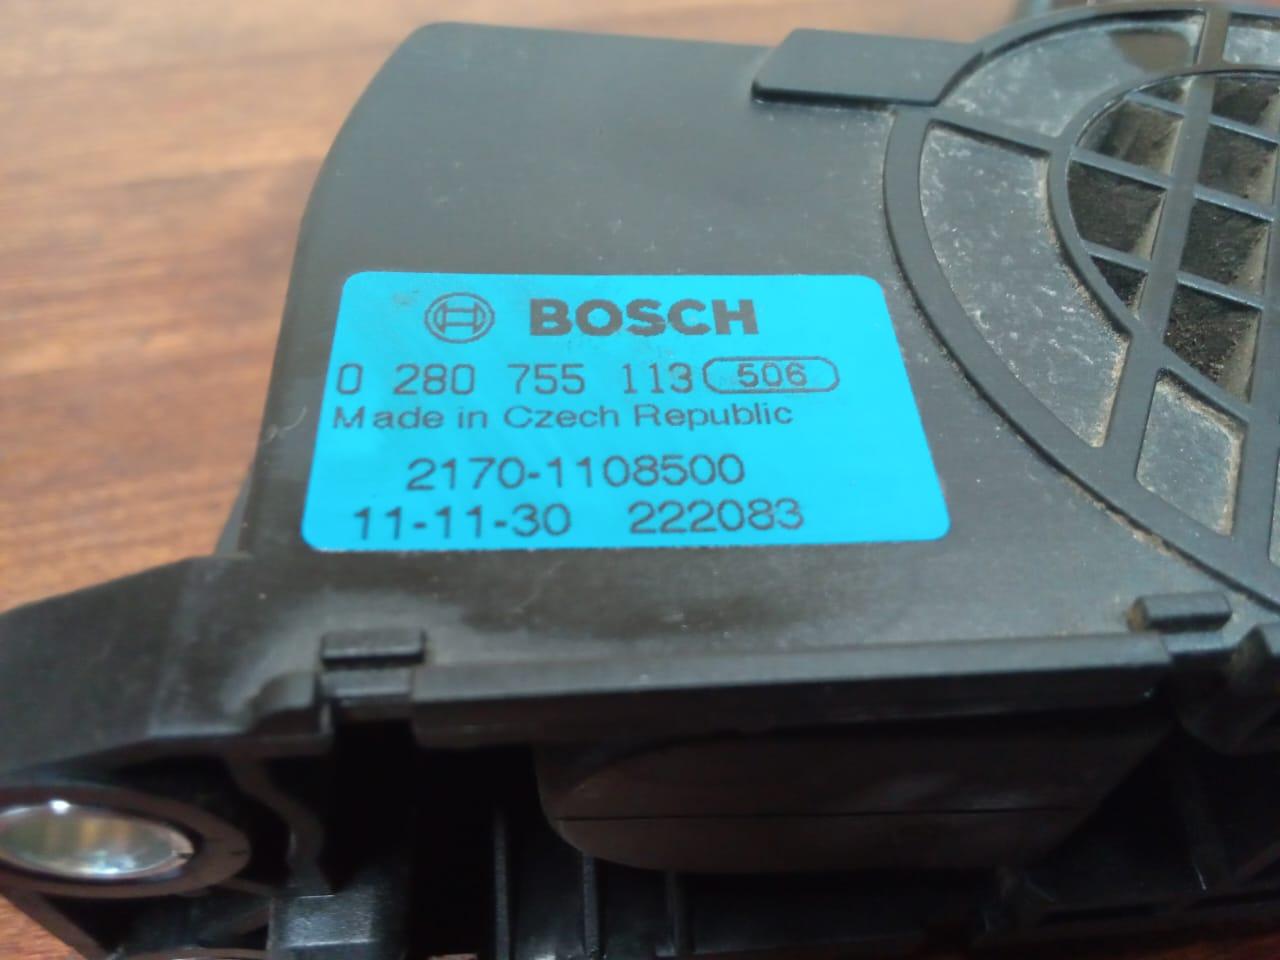 BOSCH
0 280 755 113 506
Made in Czech Republic
2170-1108500
11-11-30 222083